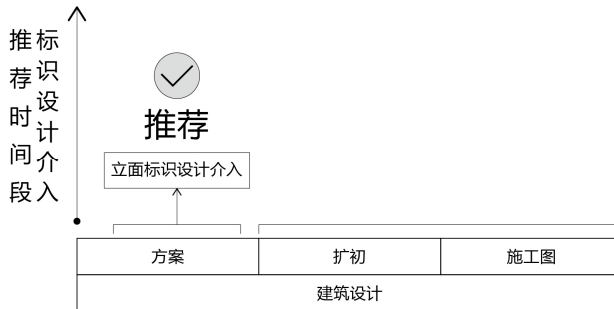 标识设计介入
推荐时间段
推荐
立面标识设计介入
方案
扩初
施工图
建筑设计